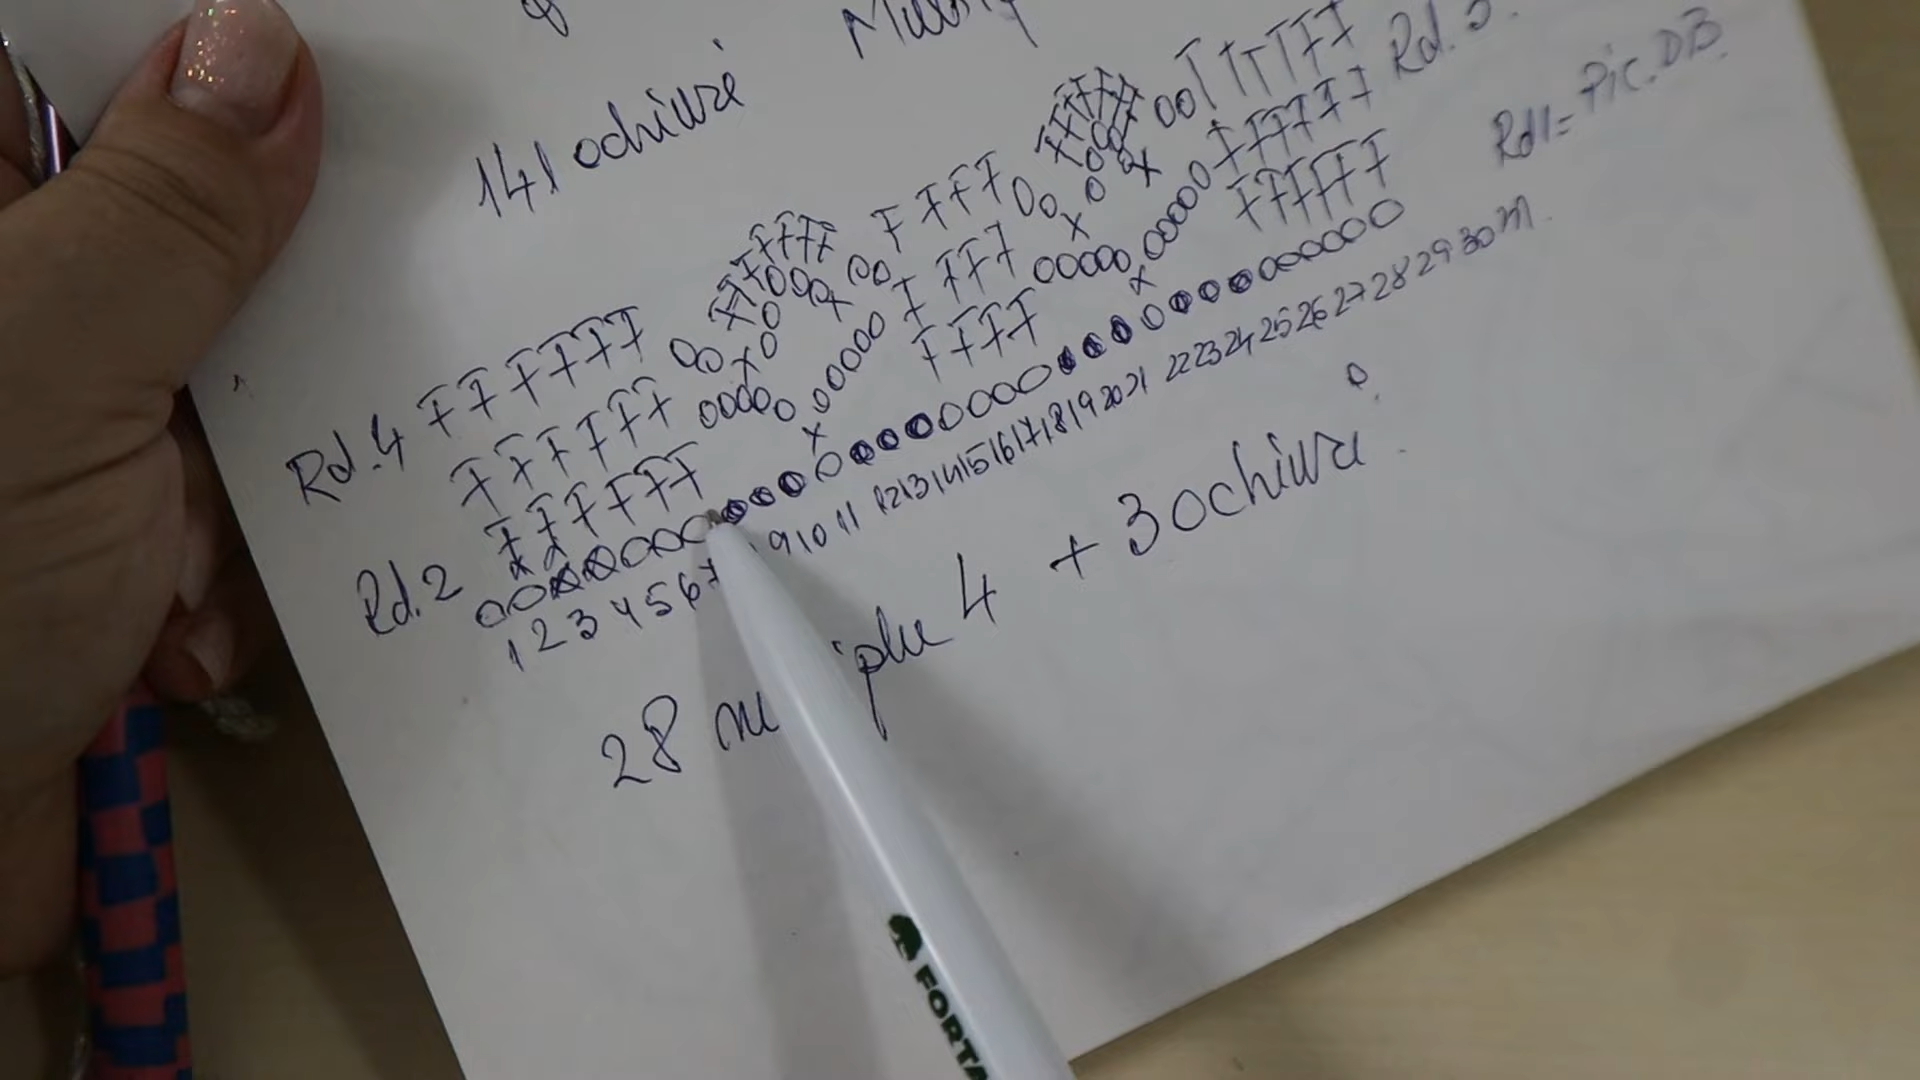 141 ochiuri
Rd. 4
Rd. 3.
Rd1= Pic. DB.
Rd. 2
1 2 3 4 5 6 7 9 10 11 12 13 14 15 16 17 18 19 20 21 22 23 24 25 26 27 28 29 30 m.
28 4 + 3 ochiuri.
FORTA